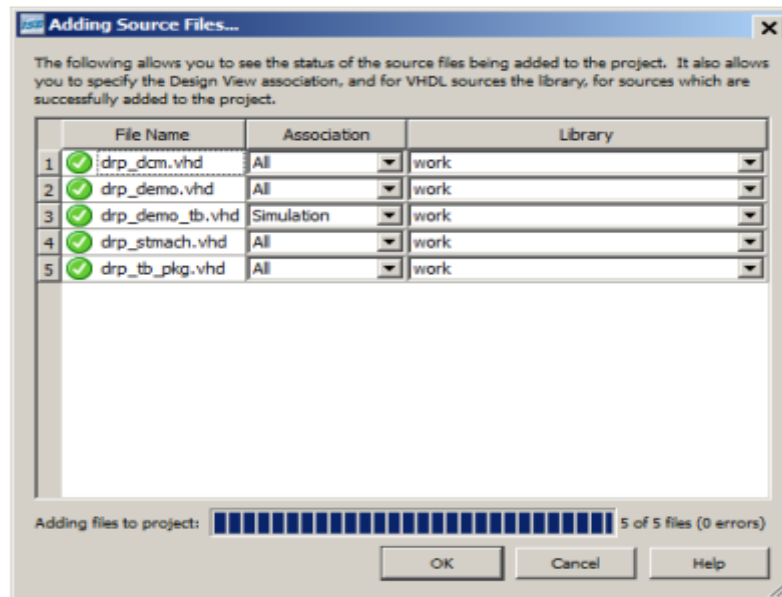 Adding Source Files...
The following allows you to see the status of the source files being added to the project. It also allows
you to specify the Design View association, and for VHDL sources the library, for sources which are
successfully added to the project.
File Name Association Library
1 drp_dcm.vhd All work
2 drp_demo.vhd All work
3 drp_demo_tb.vhd Simulation work
4 drp_stmach.vhd All work
5 drp_tb_pkg.vhd All work
Adding files to project: 5 of 5 files (0 errors)
OK Cancel Help